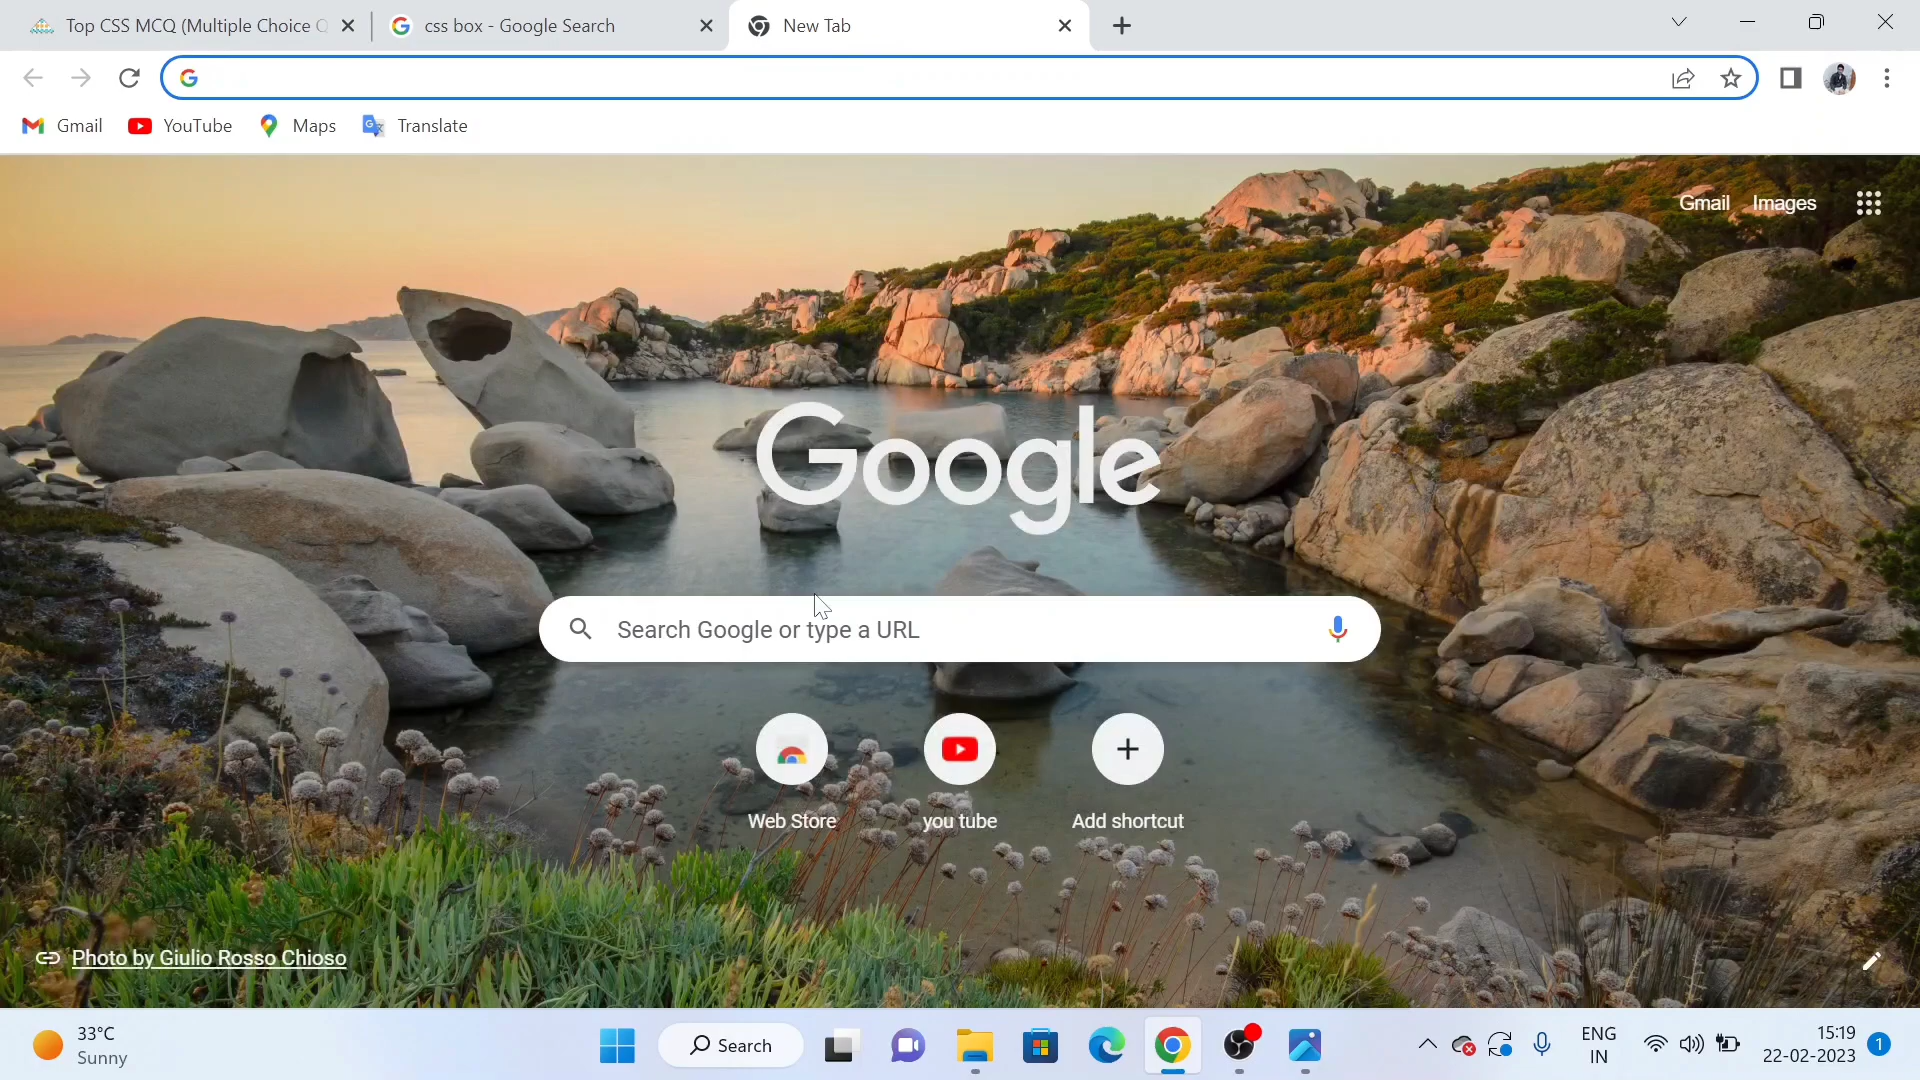 Top CSS MCQ (Multiple Choice Q
css box - Google Search
New Tab
Gmail
YouTube
Maps
Translate
Gmail
Images
Google
Search Google or type a URL
Web Store
you tube
Add shortcut
Photo by Giulio Rosso Chioso
33°C
Sunny
Search
ENG
IN
15:19
22-02-2023
1